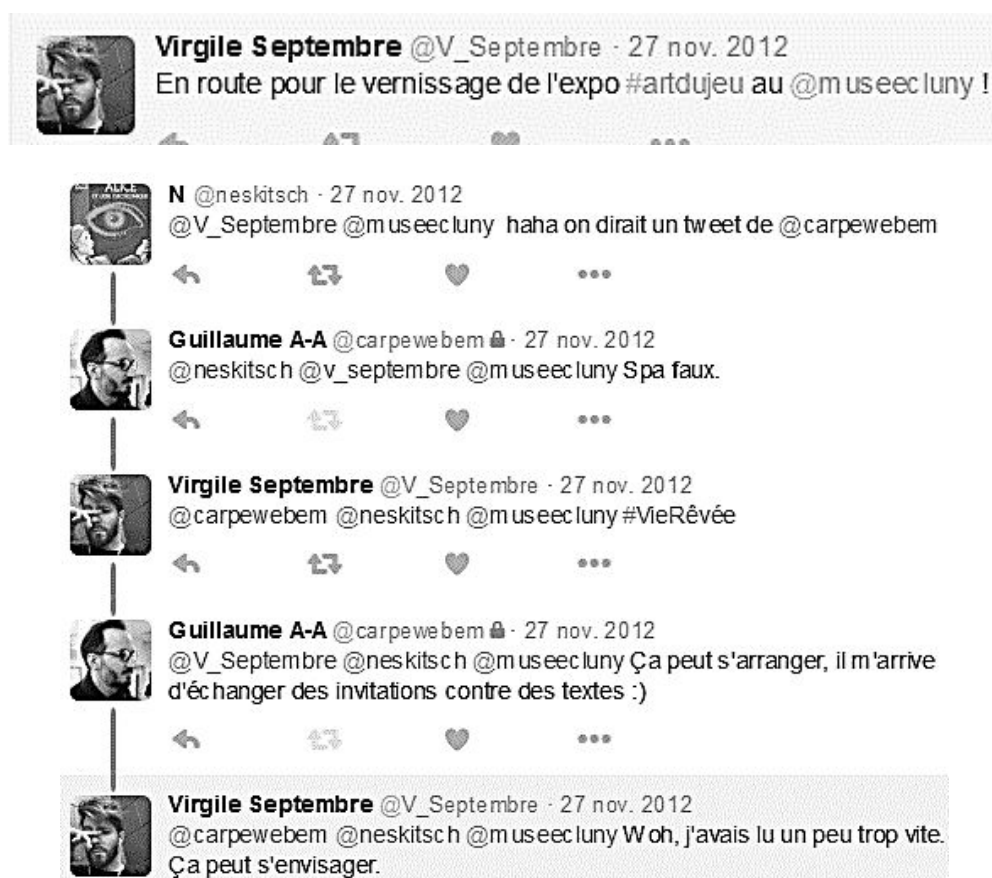 Virgile Septembre @V_Septembre · 27 nov. 2012
En route pour le vernissage de l'expo #artdujeu au @museecluny !
ALICE
N @neskitsch · 27 nov. 2012
@V_Septembre @museecluny haha on dirait un tweet de @carpewebem
Guillaume A-A @carpewebem · 27 nov. 2012
@neskitsch @v_septembre @museecluny Spa faux.
Virgile Septembre @V_Septembre · 27 nov. 2012
@carpewebem @neskitsch @museecluny #VieRêvée
Guillaume A-A @carpewebem · 27 nov. 2012
@V_Septembre @neskitsch @museecluny Ça peut s'arranger, il m'arrive
d'échanger des invitations contre des textes :)
Virgile Septembre @V_Septembre · 27 nov. 2012
@carpewebem @neskitsch @museecluny Woh, j'avais lu un peu trop vite.
Ça peut s'envisager.